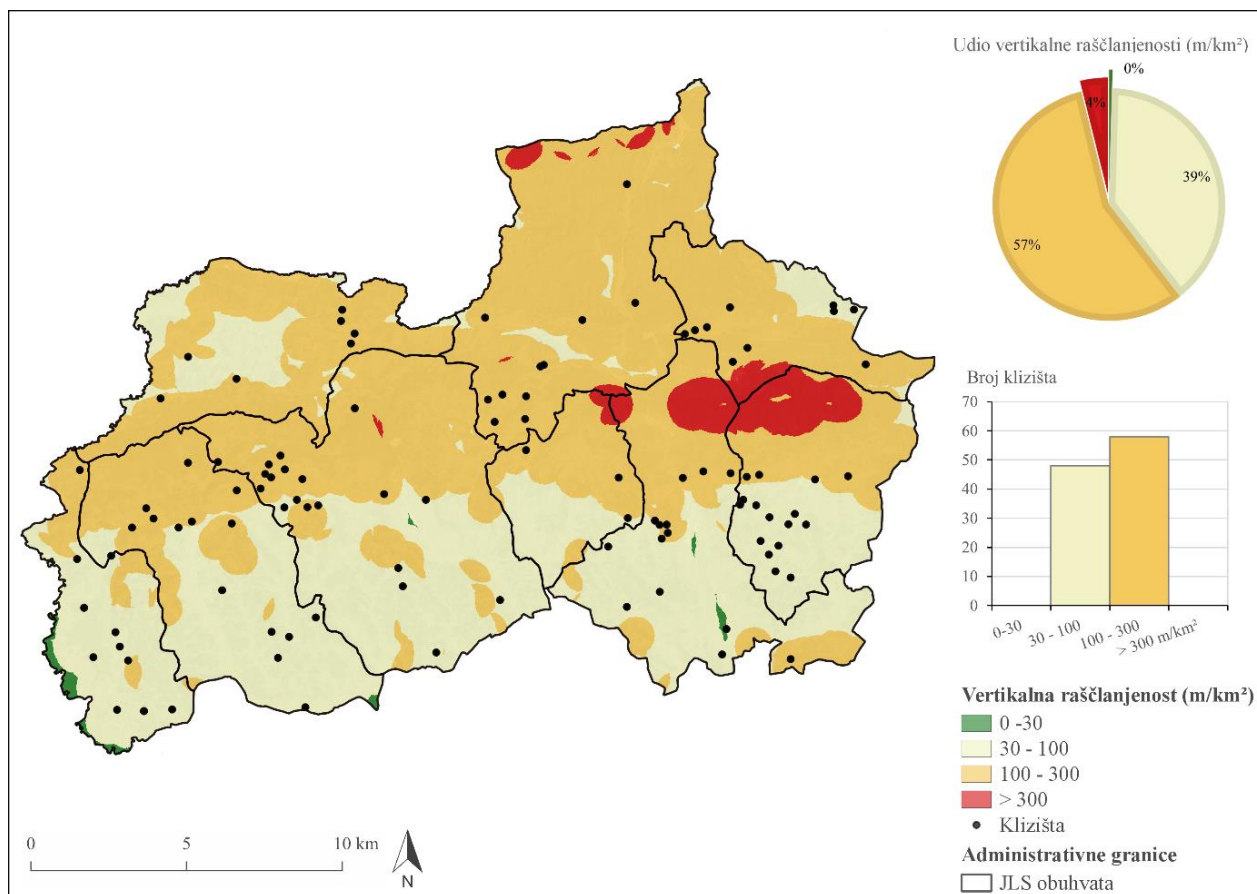 Udio vertikalne raščlanjenosti (m/km²)
0%
4%
39%
57%
Broj klizišta
70
60
50
40
30
20
10
0
0-30
30 - 100
100 - 300
> 300 m/km²
Vertikalna raščlanjenost (m/km²)
0 -30
30 - 100
100 - 300
> 300
Klizišta
Administrativne granice
JLS obuhvata
0 5 10 km
N